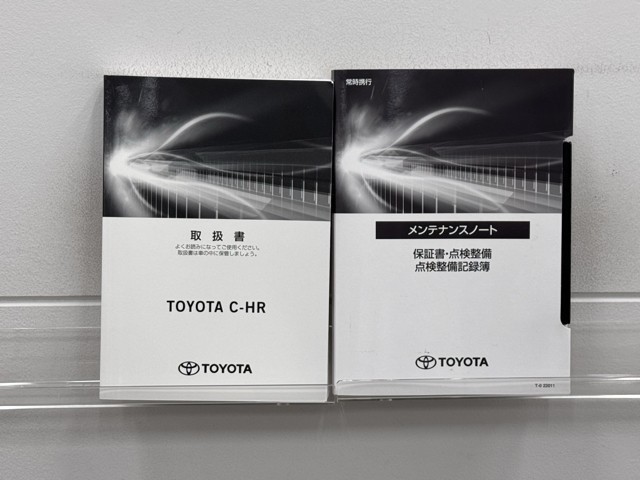 取扱書
よくお読みになってご使用ください。
取扱書は車の中に保管しましょう。
TOYOTA C-HR
TOYOTA
常時携行
メンテナンスノート
保証書・点検整備
点検整備記録簿
TOYOTA